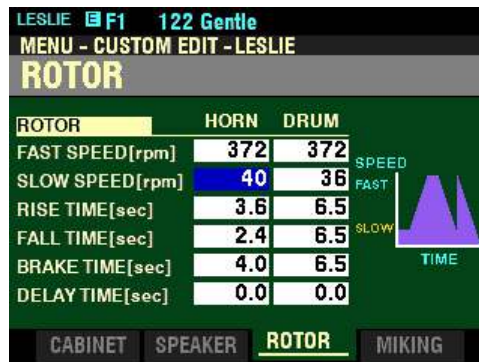 LESLIE E F1 122 Gentle
MENU - CUSTOM EDIT - LESLIE
ROTOR
ROTOR HORN DRUM
FAST SPEED[rpm] 372 372
SLOW SPEED[rpm] 40 36
RISE TIME[sec] 3.6 6.5
FALL TIME[sec] 2.4 6.5
BRAKE TIME[sec] 4.0 6.5
DELAY TIME[sec] 0.0 0.0
SPEED
FAST
SLOW
TIME
CABINET SPEAKER ROTOR MIKING